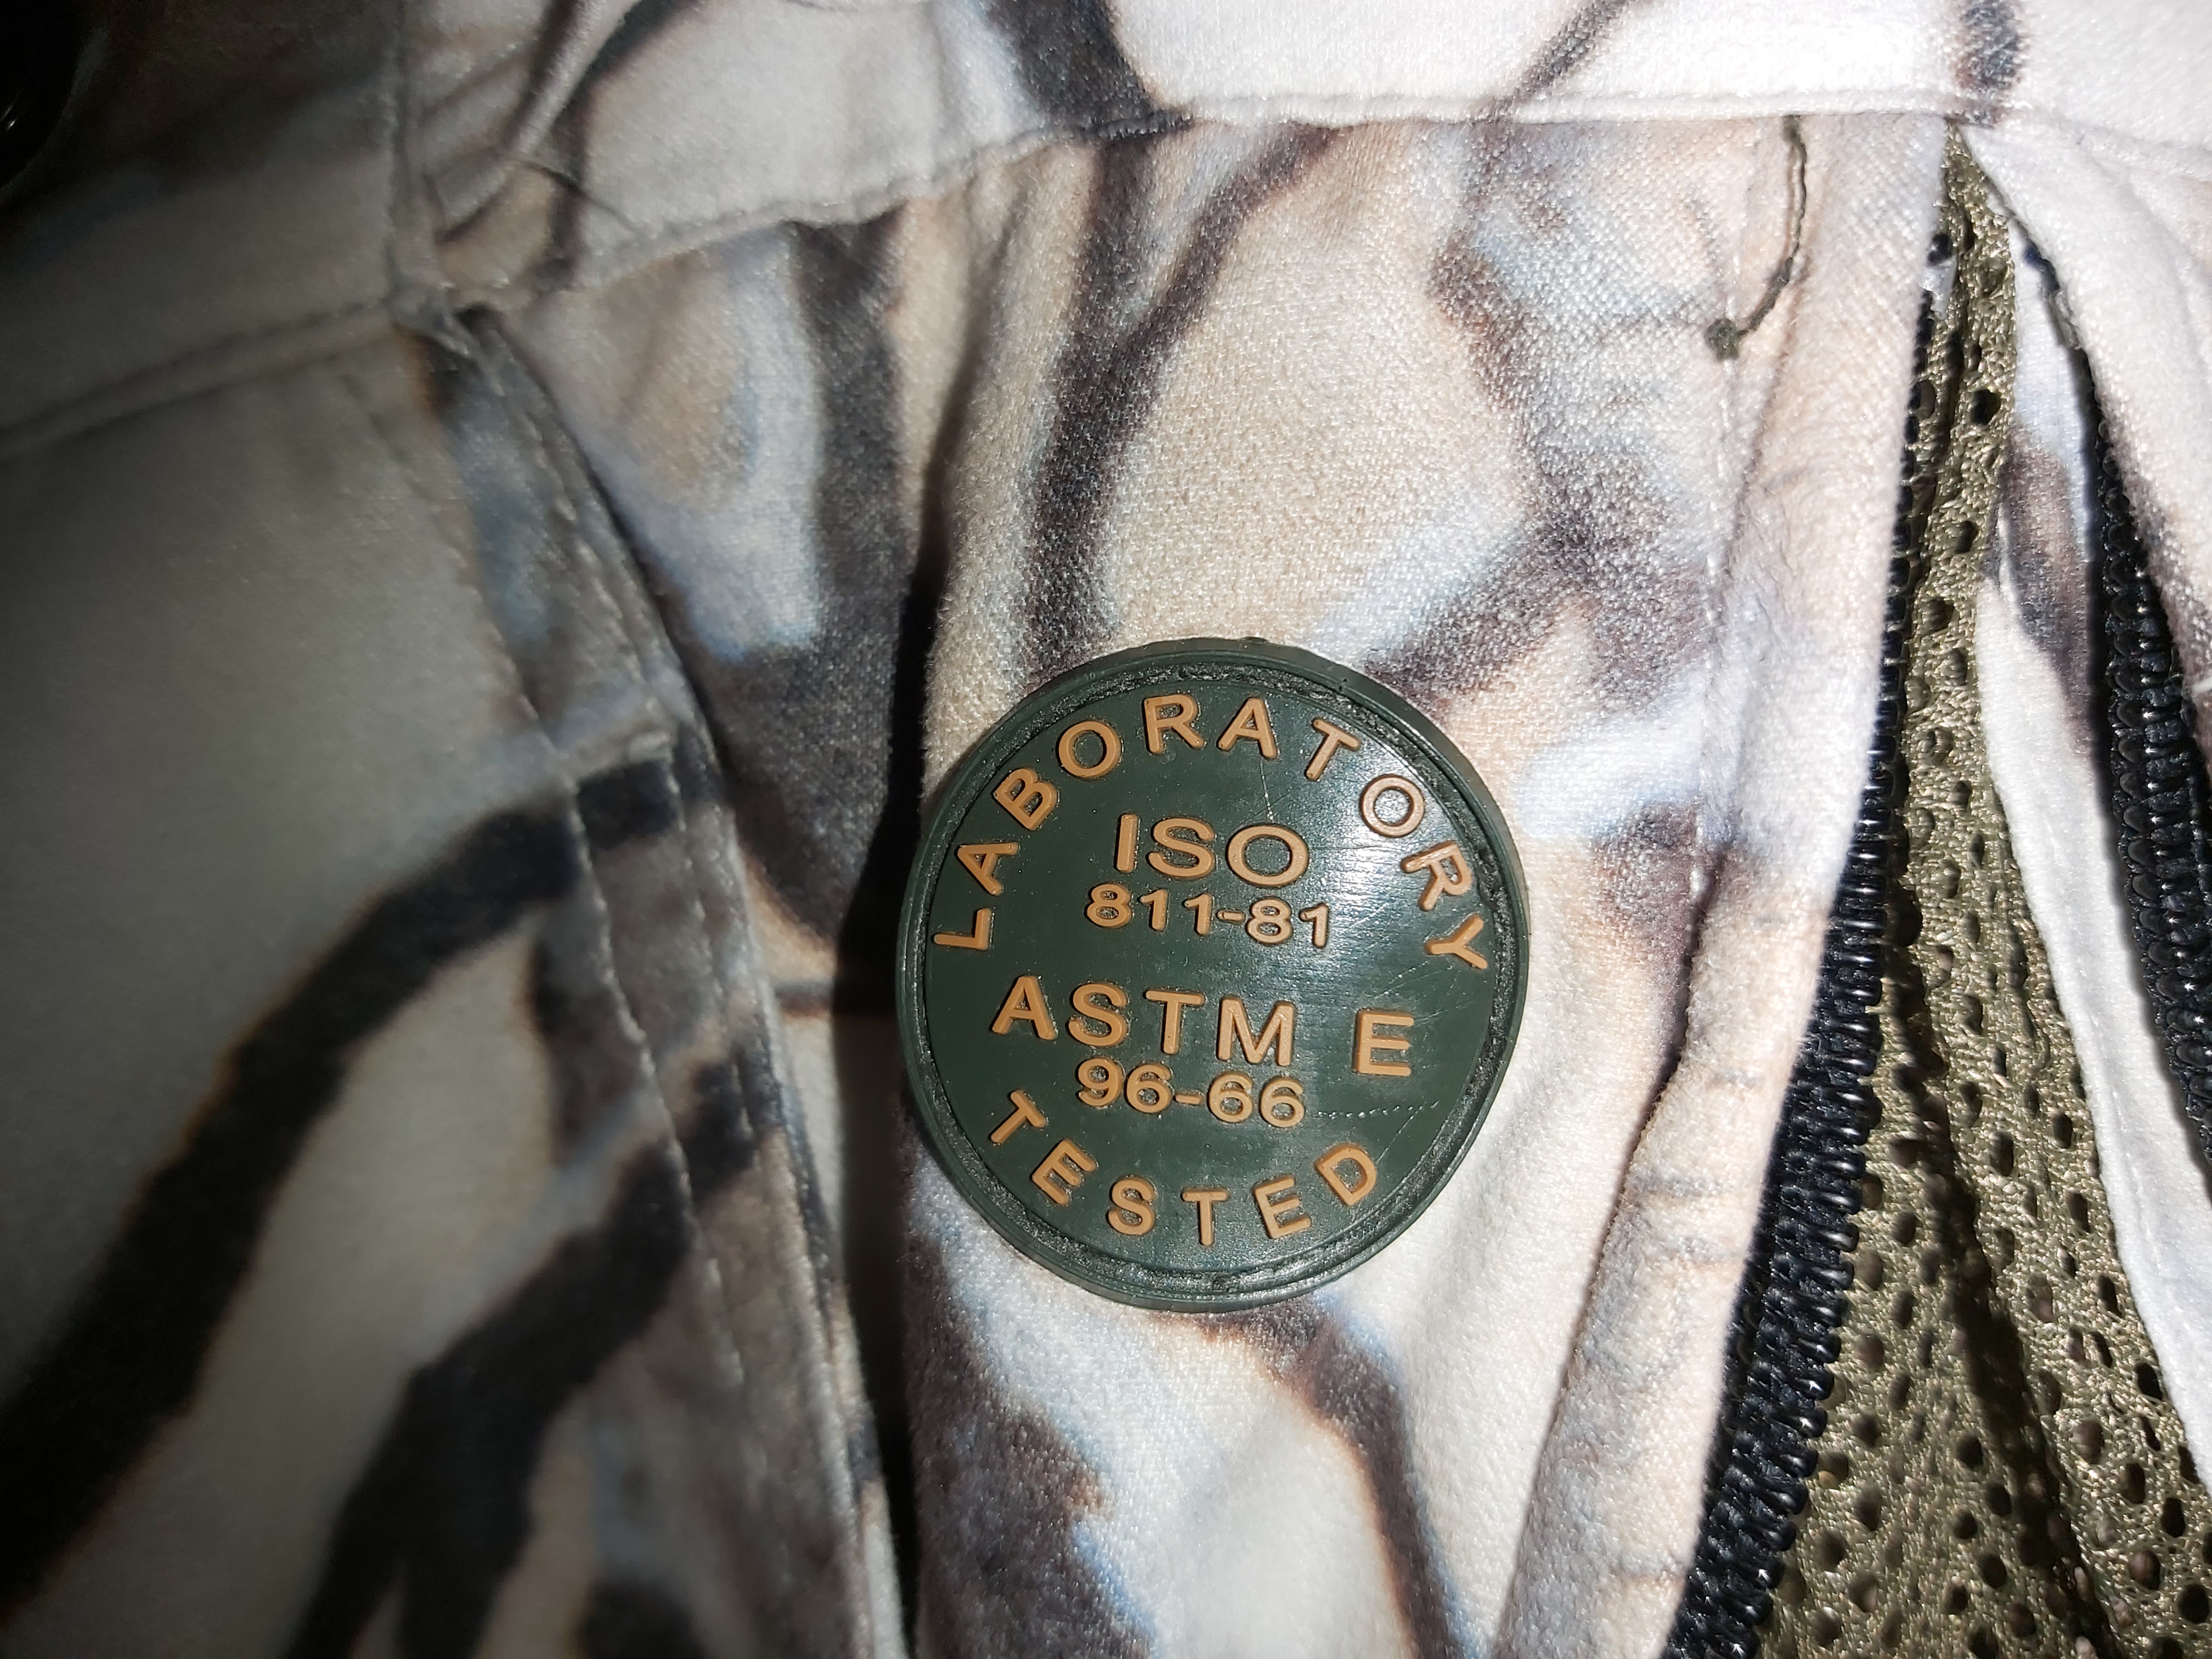 LABORATORY
ISO
811-81
ASTM E
96-66
TESTED